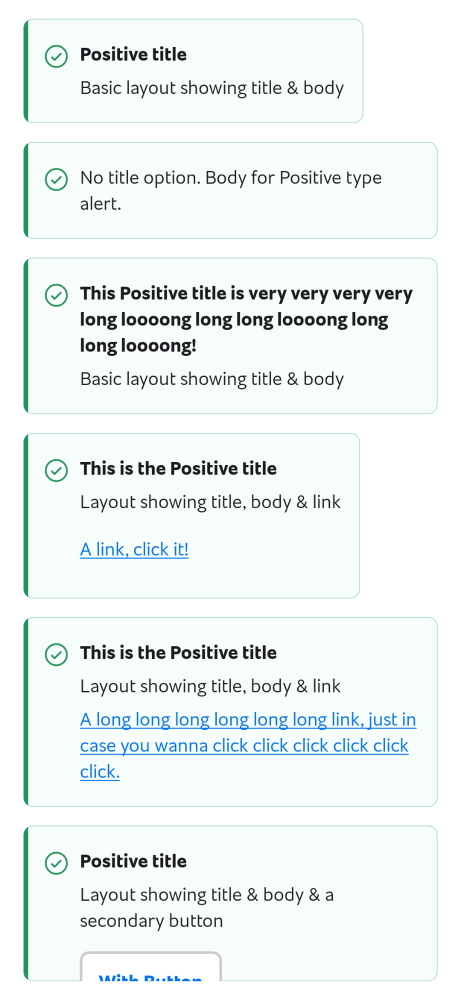 Positive title
Basic layout showing title & body
No title option. Body for Positive type
alert.
This Positive title is very very very very
long loooong long long loooong long
long loooong!
Basic layout showing title & body
This is the Positive title
Layout showing title, body & link
A link, click it!
This is the Positive title
Layout showing title, body & link
A long long long long long long link, just in
case you wanna click click click click click
click.
Positive title
Layout showing title & body & a
secondary button
With Button